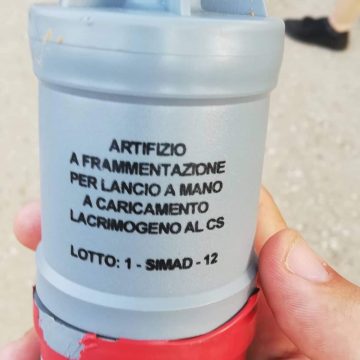 ARTIFIZIO
A FRAMMENTAZIONE
PER LANCIO A MANO
A CARICAMENTO
LACRIMOGENO AL CS
LOTTO: 1 - SIMAD - 12